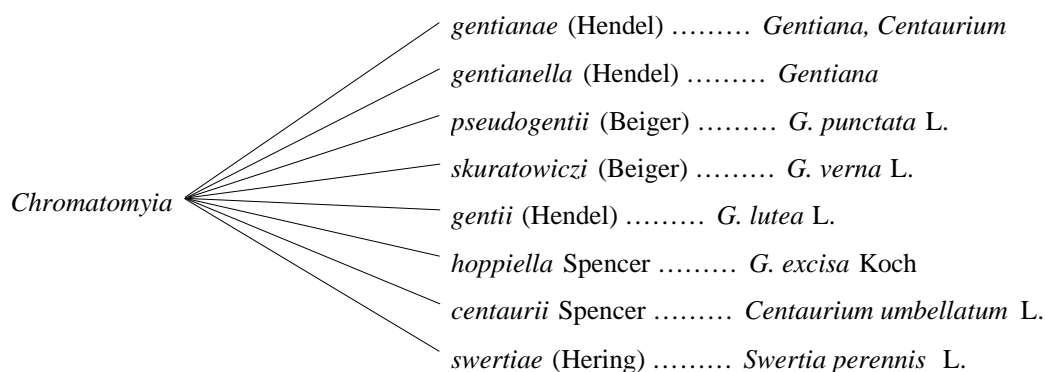 gentianae (Hendel) ……… Gentiana, Centaurium
gentianella (Hendel) ……… Gentiana
pseudogentii (Beiger) ……… G. punctata L.
skuratowiczi (Beiger) ……… G. verna L.
Chromatomyia
gentii (Hendel) ……… G. lutea L.
hoppiella Spencer ……… G. excisa Koch
centaurii Spencer ……… Centaurium umbellatum L.
swertiae (Hering) ……… Swertia perennis L.